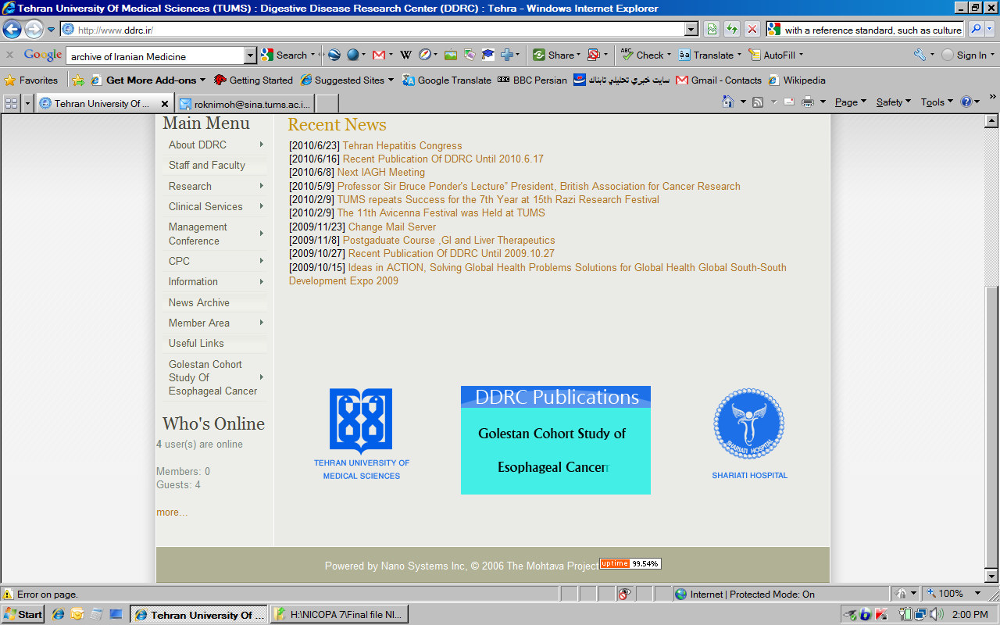 Tehran University Of Medical Sciences (TUMS) : Digestive Disease Research Center (DDRC) : Tehra - Windows Internet Explorer
http://www.ddrc.ir/
with a reference standard, such as culture
Google
archive of Iranian Medicine
Search
W
Share
ABC
Check
Translate
AutoFill
Sign In
Favorites
Get More Add-ons
Getting Started
Suggested Sites
Google Translate
BBC
BBC Persian
سايت خبري تحليلي تابناک
Gmail - Contacts
Wikipedia
Tehran University Of ...
roknimoh@sina.tums.ac.i...
Page
Safety
Tools
Main Menu
About DDRC
Staff and Faculty
Research
Clinical Services
Management
Conference
CPC
Information
News Archive
Member Area
Useful Links
Golestan Cohort
Study Of
Esophageal Cancer
Who's Online
4 user(s) are online
Members: 0
Guests: 4
more...
Recent News
[2010/6/23] Tehran Hepatitis Congress
[2010/6/16] Recent Publication Of DDRC Until 2010.6.17
[2010/6/8] Next IAGH Meeting
[2010/5/9] Professor Sir Bruce Ponder's Lecture” President, British Association for Cancer Research
[2010/2/9] TUMS repeats Success for the 7th Year at 15th Razi Research Festival
[2010/2/9] The 11th Avicenna Festival was Held at TUMS
[2009/11/23] Change Mail Server
[2009/11/8] Postgaduate Course ,GI and Liver Therapeutics
[2009/10/27] Recent Publication Of DDRC Until 2009.10.27
[2009/10/15] Ideas in ACTION, Solving Global Health Problems Solutions for Global Health Global South-South
Development Expo 2009
TEHRAN UNIVERSITY OF
MEDICAL SCIENCES
DDRC Publications
Golestan Cohort Study of
Esophageal Cancer
SHARIATI HOSPITAL
SHARIATI HOSPITAL
Powered by Nano Systems Inc, © 2006 The Mohtava Project
uptime 99.54%
Error on page.
Internet | Protected Mode: On
100%
Start
Tehran University Of ...
H:\NICOPA 7\Final file NI...
2:00 PM